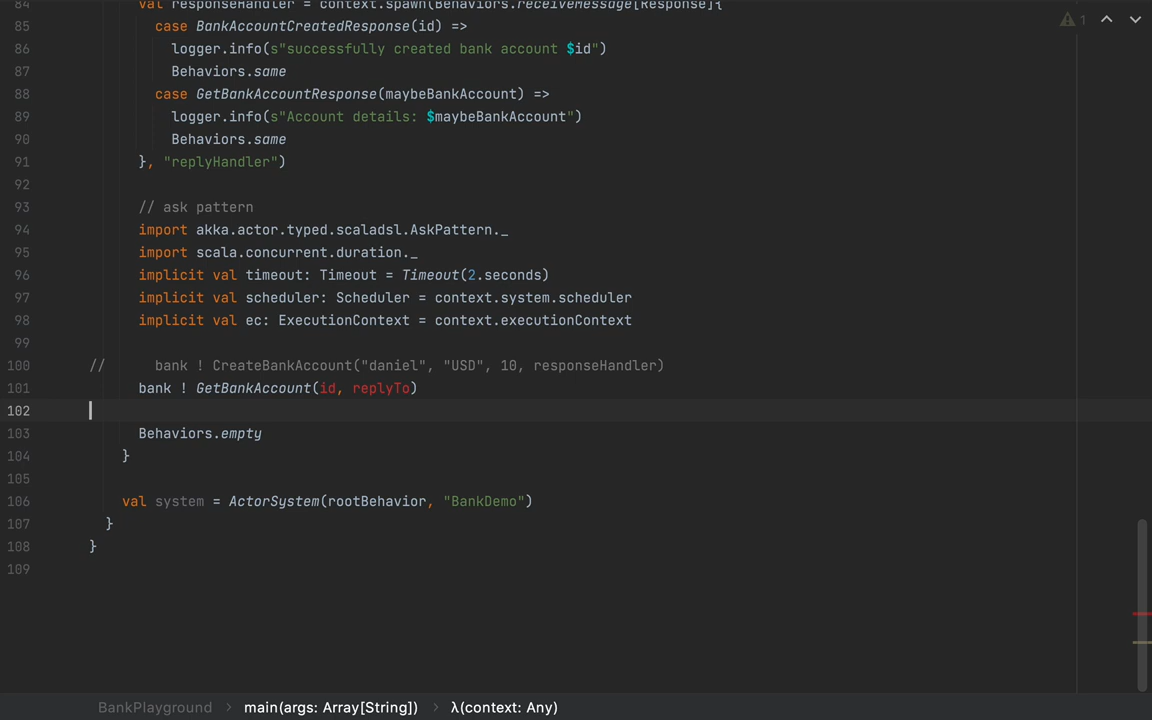 84 val responseHandler = context.spawn(Behaviors.receiveMessage[Response]{
1
85 case BankAccountCreatedResponse(id) =>
86 logger.info(s"successfully created bank account $id")
87 Behaviors.same
88 case GetBankAccountResponse(maybeBankAccount) =>
89 logger.info(s"Account details: $maybeBankAccount")
90 Behaviors.same
91 }, "replyHandler")
92
93 // ask pattern
94 import akka.actor.typed.scaladsl.AskPattern._
95 import scala.concurrent.duration._
96 implicit val timeout: Timeout = Timeout(2.seconds)
97 implicit val scheduler: Scheduler = context.system.scheduler
98 implicit val ec: ExecutionContext = context.executionContext
99
100 // bank ! CreateBankAccount("daniel", "USD", 10, responseHandler)
101 bank ! GetBankAccount(id, replyTo)
102
103 Behaviors.empty
104 }
105
106 val system = ActorSystem(rootBehavior, "BankDemo")
107 }
108 }
109
BankPlayground > main(args: Array[String]) > λ(context: Any)